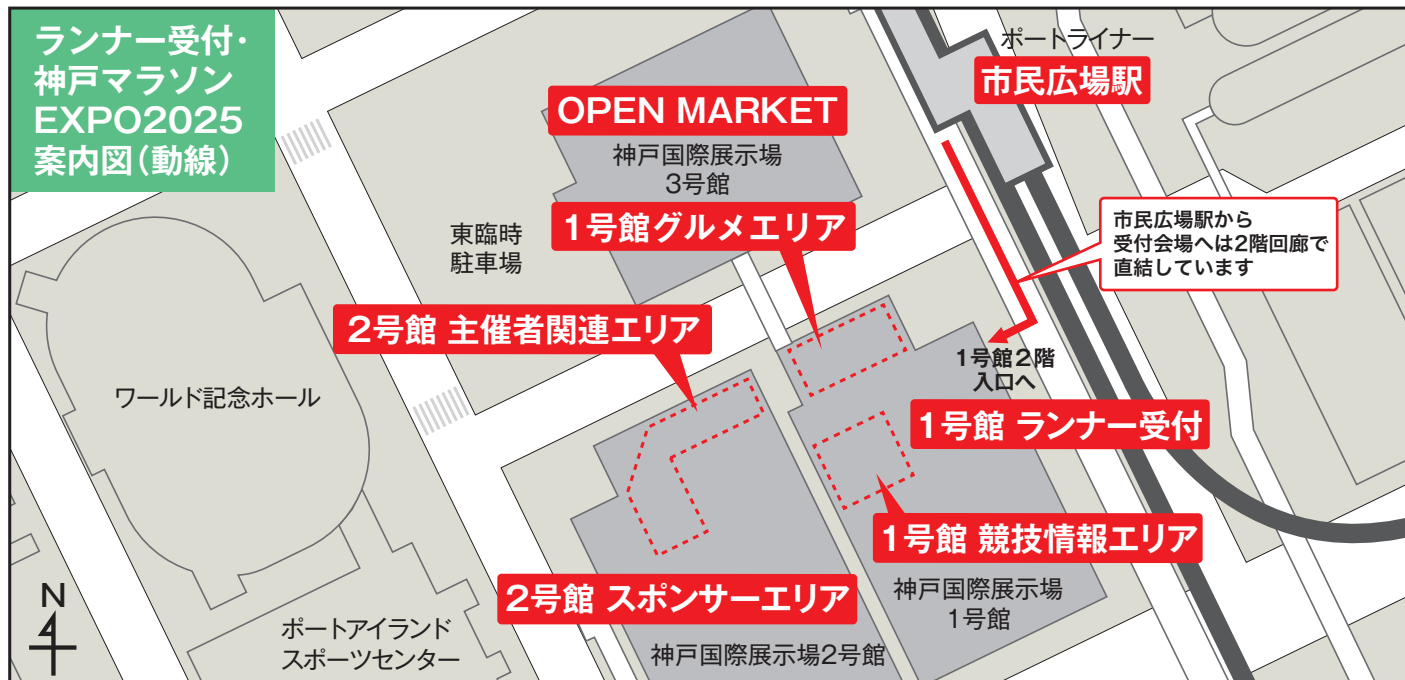 ランナー受付・
神戸マラソン
EXPO2025
案内図(動線)
ポートライナー
市民広場駅
OPEN MARKET
神戸国際展示場
3号館
1号館グルメエリア
東臨時
駐車場
市民広場駅から
受付会場へは2階回廊で
直結しています
2号館 主催者関連エリア
1号館2階
入口へ
ワールド記念ホール
1号館 ランナー受付
1号館 競技情報エリア
2号館 スポンサーエリア
神戸国際展示場
1号館
N
ポートアイランド
スポーツセンター
神戸国際展示場2号館